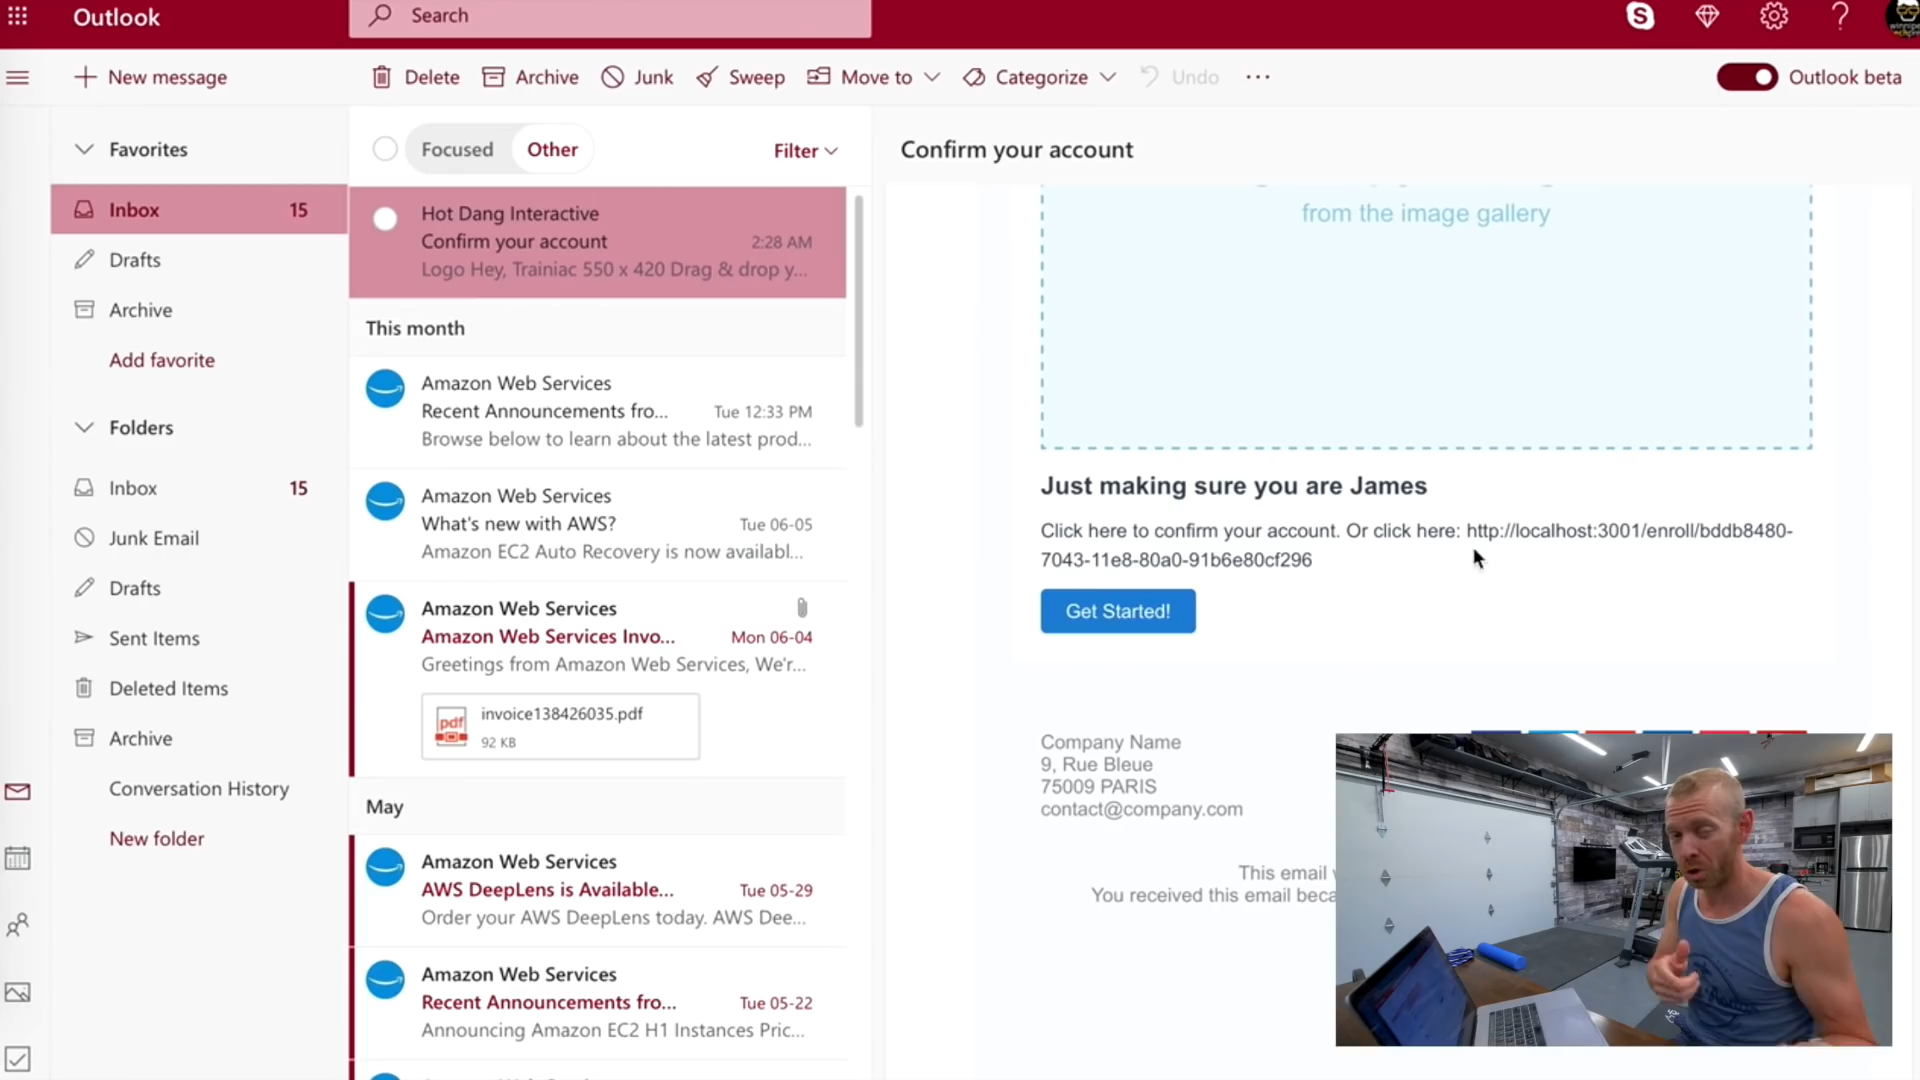 Outlook
Search
New message
Delete
Archive
Junk
Sweep
Move to
Categorize
Undo
Outlook beta
Favorites
Inbox 15
Drafts
Archive
Add favorite
Folders
Inbox 15
Junk Email
Drafts
Sent Items
Deleted Items
Archive
Conversation History
New folder
Focused
Other
Filter
Hot Dang Interactive
Confirm your account 2:28 AM
Logo Hey, Trainiac 550 x 420 Drag & drop y...
This month
Amazon Web Services
Recent Announcements fro... Tue 12:33 PM
Browse below to learn about the latest prod...
Amazon Web Services
What's new with AWS? Tue 06-05
Amazon EC2 Auto Recovery is now availabl...
Amazon Web Services
Amazon Web Services Invo... Mon 06-04
Greetings from Amazon Web Services, We'r...
pdf
invoice138426035.pdf
92 KB
May
Amazon Web Services
AWS DeepLens is Available... Tue 05-29
Order your AWS DeepLens today. AWS Dee...
Amazon Web Services
Recent Announcements fro... Tue 05-22
Announcing Amazon EC2 H1 Instances Pric...
Confirm your account
from the image gallery
Just making sure you are James
Click here to confirm your account. Or click here: http://localhost:3001/enroll/bddb8480-
7043-11e8-80a0-91b6e80cf296
Get Started!
Company Name
9, Rue Bleue
75009 PARIS
contact@company.com
This email
You received this email beca